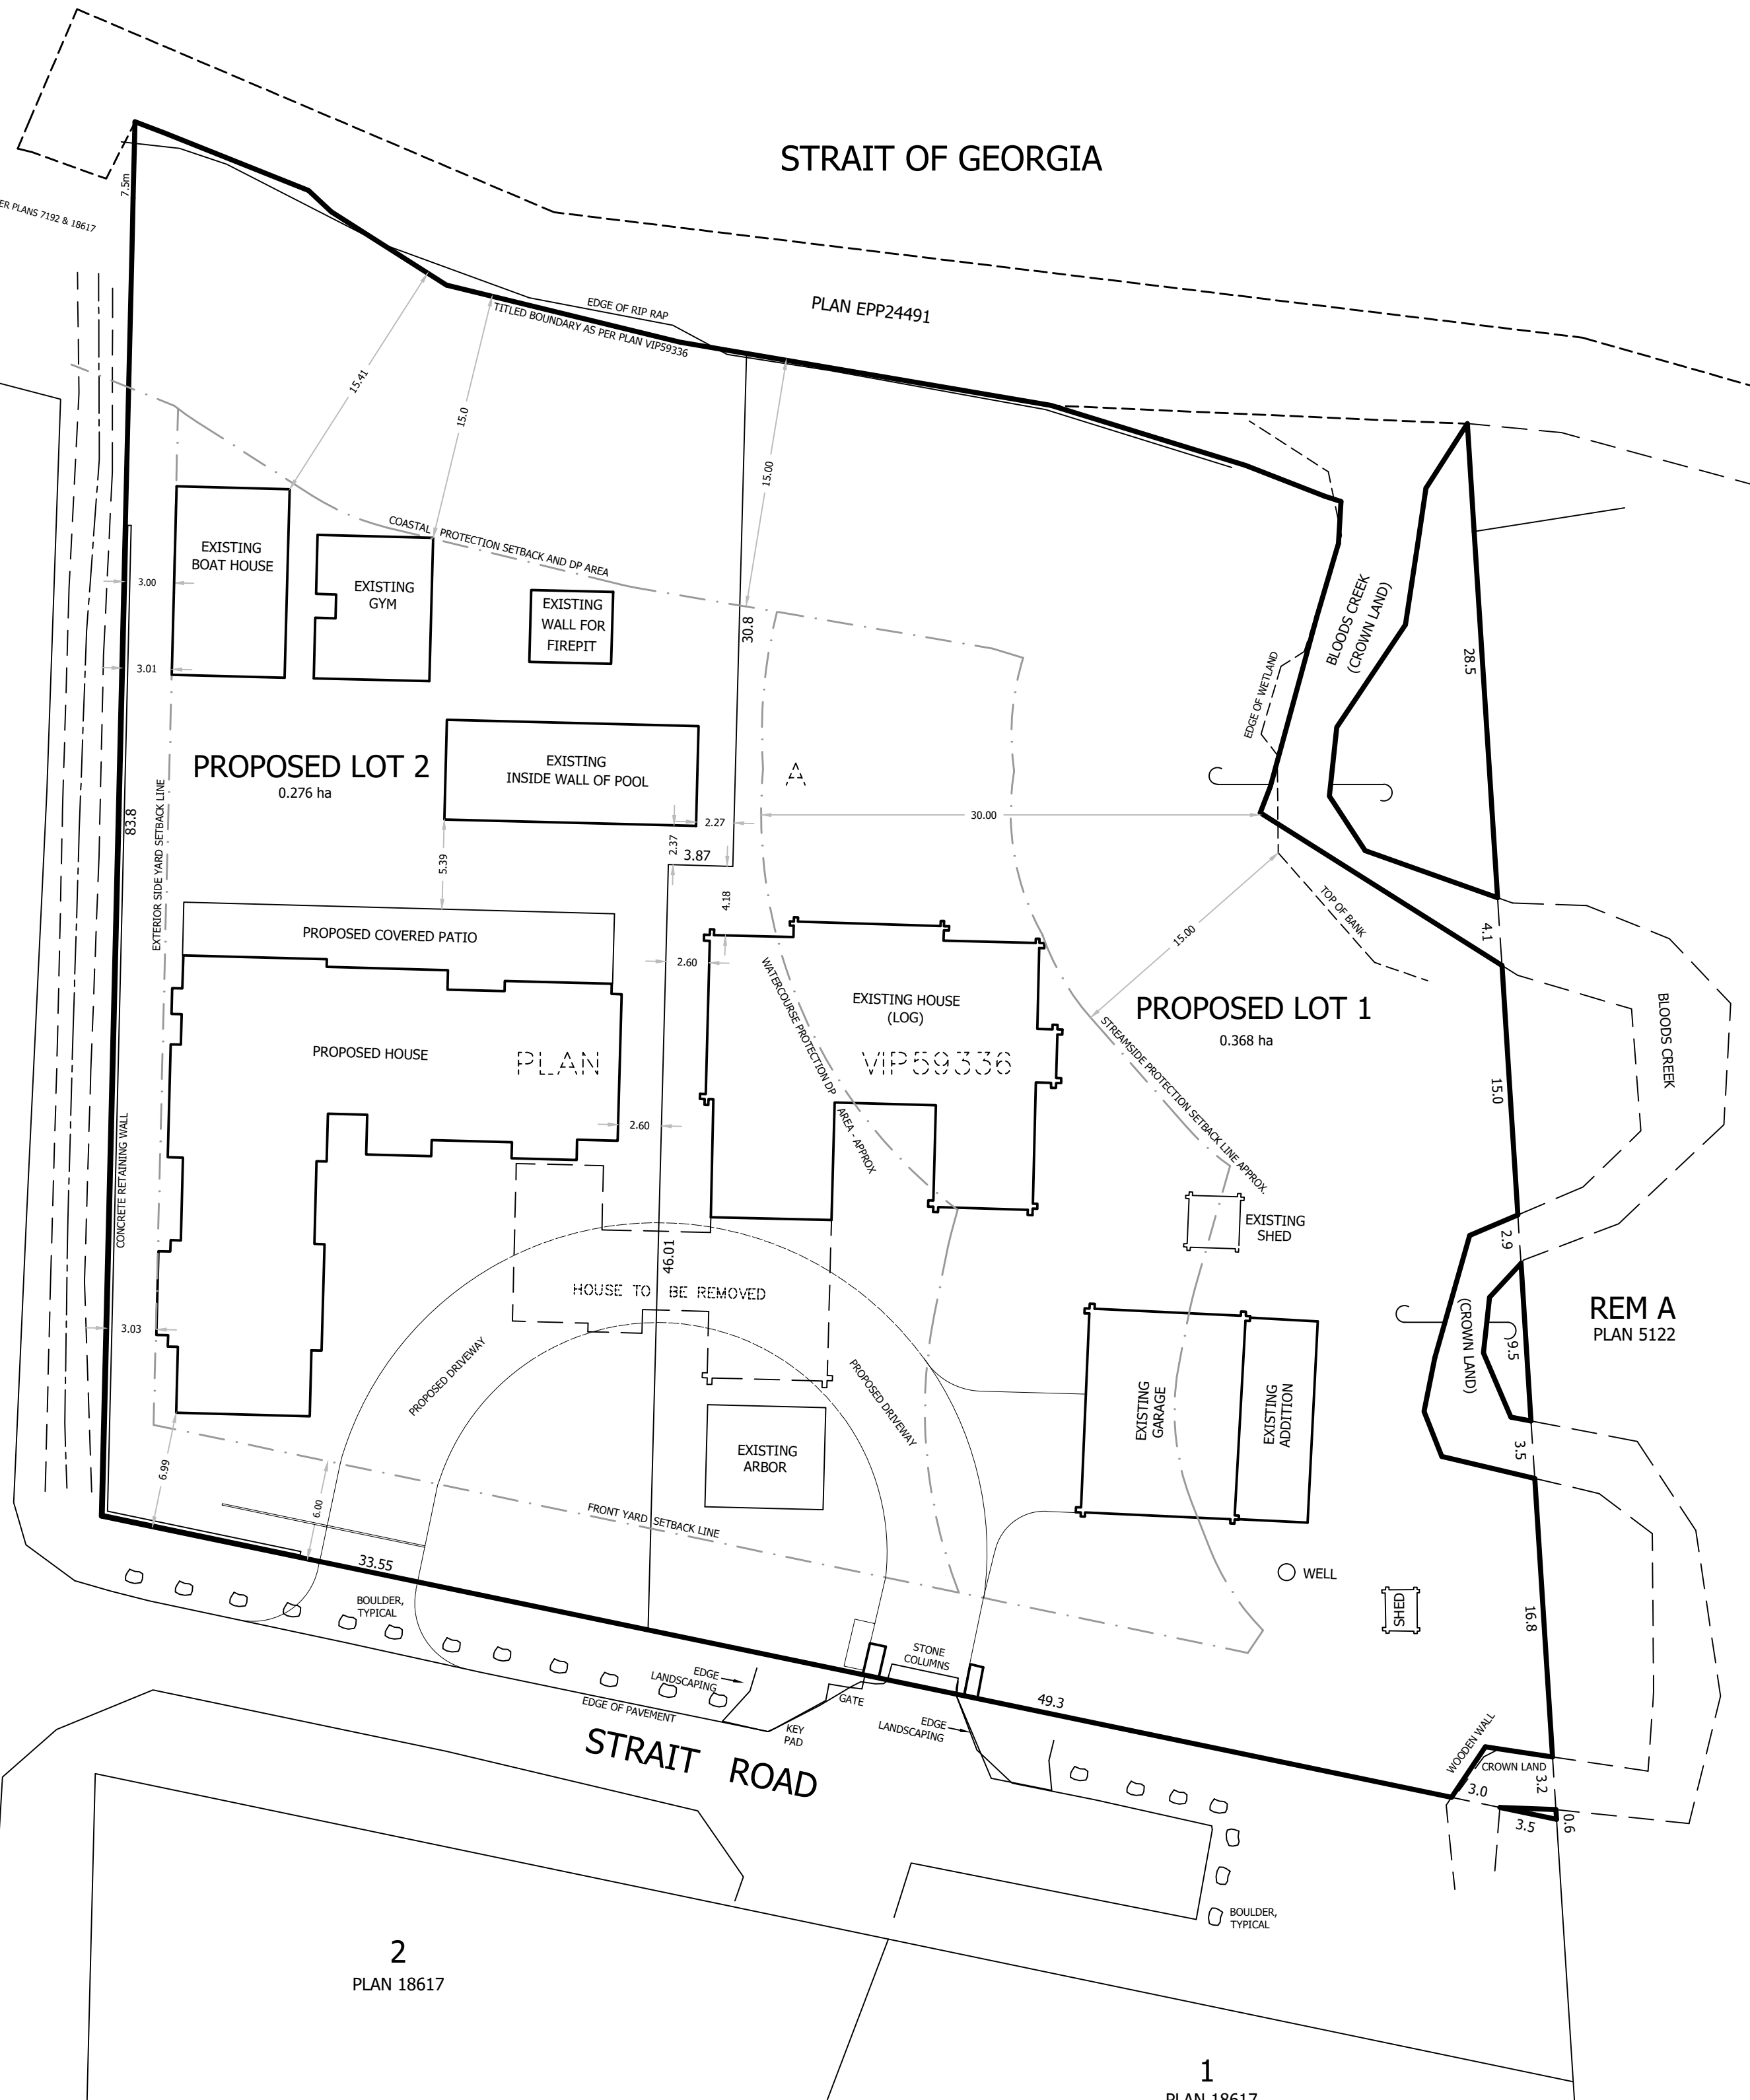 STRAIT OF GEORGIA
7.5m
ER PLANS 7192 & 18617
EDGE OF RIP RAP
TITLED BOUNDARY AS PER PLAN VIP59336
PLAN EPP24491
15.41
15.0
15.00
COASTAL PROTECTION SETBACK AND DP AREA
EXISTING
BOAT HOUSE
EXISTING
GYM
EXISTING
WALL FOR
FIREPIT
3.00
3.01
30.8
BLOODS CREEK
(CROWN LAND)
28.5
EDGE OF WETLAND
PROPOSED LOT 2
0.276 ha
EXISTING
INSIDE WALL OF POOL
A
83.8
EXTERIOR SIDE YARD SETBACK LINE
5.39
2.37
2.27
3.87
4.18
30.00
TOP OF BANK
4.1
15.00
PROPOSED COVERED PATIO
2.60
WATERCOURSE PROTECTION DP AREA - APPROX
EXISTING HOUSE
(LOG)
PROPOSED LOT 1
0.368 ha
STREAMSIDE PROTECTION SETBACK LINE APPROX.
BLOODS CREEK
PROPOSED HOUSE
PLAN
VIP59336
15.0
2.60
CONCRETE RETAINING WALL
EXISTING
SHED
2.9
46.01
HOUSE TO BE REMOVED
3.03
PROPOSED DRIVEWAY
PROPOSED DRIVEWAY
(CROWN LAND)
9.5
REM A
PLAN 5122
EXISTING
GARAGE
EXISTING
ADDITION
EXISTING
ARBOR
3.5
6.99
6.00
FRONT YARD SETBACK LINE
33.55
WELL
SHED
16.8
BOULDER,
TYPICAL
STONE
COLUMNS
EDGE
LANDSCAPING
GATE
KEY
PAD
EDGE OF PAVEMENT
EDGE
LANDSCAPING
49.3
WOODEN WALL
CROWN LAND
3.2
3.0
3.5
0.6
STRAIT ROAD
BOULDER,
TYPICAL
2
PLAN 18617
1
PLAN 18617